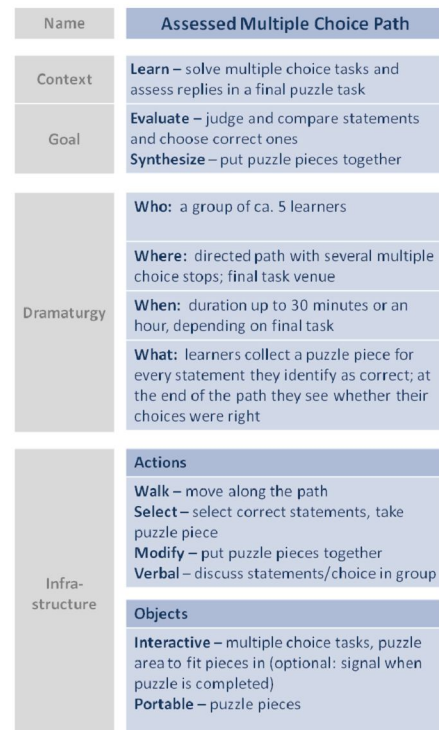 Name
Assessed Multiple Choice Path
Context
Learn – solve multiple choice tasks and
assess replies in a final puzzle task
Goal
Evaluate – judge and compare statements
and choose correct ones
Synthesize – put puzzle pieces together
Dramaturgy
Who: a group of ca. 5 learners
Where: directed path with several multiple
choice stops; final task venue
When: duration up to 30 minutes or an
hour, depending on final task
What: learners collect a puzzle piece for
every statement they identify as correct; at
the end of the path they see whether their
choices were right
Infra-
structure
Actions
Walk – move along the path
Select – select correct statements, take
puzzle piece
Modify – put puzzle pieces together
Verbal – discuss statements/choice in group
Objects
Interactive – multiple choice tasks, puzzle
area to fit pieces in (optional: signal when
puzzle is completed)
Portable – puzzle pieces